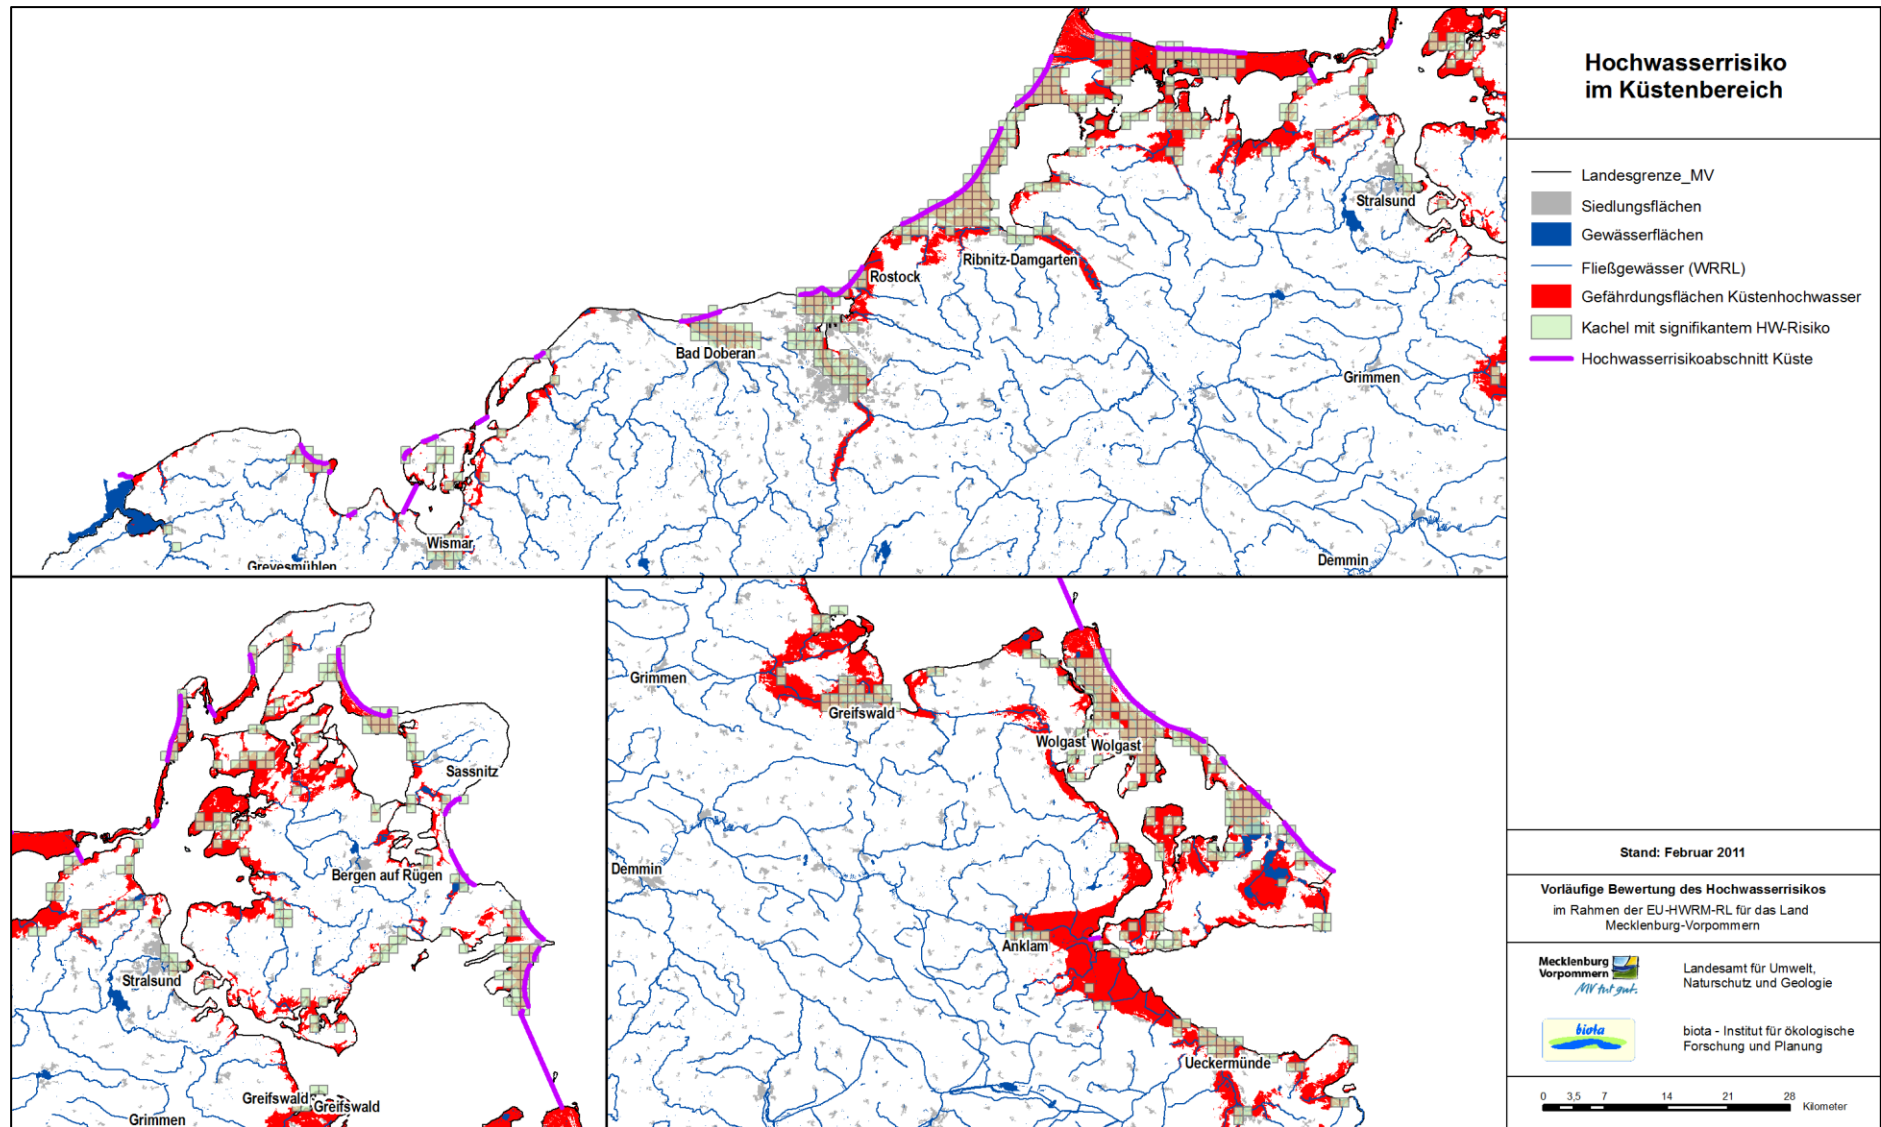 Hochwasserrisiko
im Küstenbereich
Landesgrenze_MV
Siedlungsflächen
Gewässerflächen
Fließgewässer (WRRL)
Gefährdungsflächen Küstenhochwasser
Kachel mit signifikantem HW-Risiko
Hochwasserrisikoabschnitt Küste
Stralsund
Ribnitz-Damgarten
Rostock
Bad Doberan
Grimmen
Wismar
Grevesmühlen
Demmin
Sassnitz
Bergen auf Rügen
Stralsund
Greifswald
Greifswald
Grimmen
Grimmen
Greifswald
Wolgast
Wolgast
Demmin
Anklam
Ueckermünde
Stand: Februar 2011
Vorläufige Bewertung des Hochwasserrisikos
im Rahmen der EU-HWRM-RL für das Land
Mecklenburg-Vorpommern
Mecklenburg
Vorpommern
MV tut gut.
Landesamt für Umwelt,
Naturschutz und Geologie
biota
biota - Institut für ökologische
Forschung und Planung
0 3,5 7 14 21 28
Kilometer